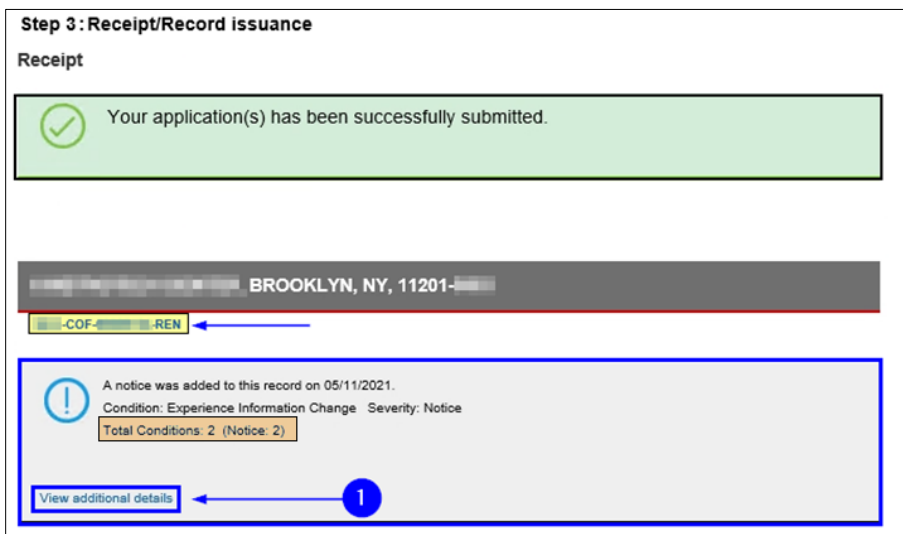 Step 3: Receipt/Record issuance
Receipt
Your application(s) has been successfully submitted.
BROOKLYN, NY, 11201-
-COF- -REN
A notice was added to this record on 05/11/2021.
Condition: Experience Information Change Severity: Notice
Total Conditions: 2 (Notice: 2)
View additional details
1